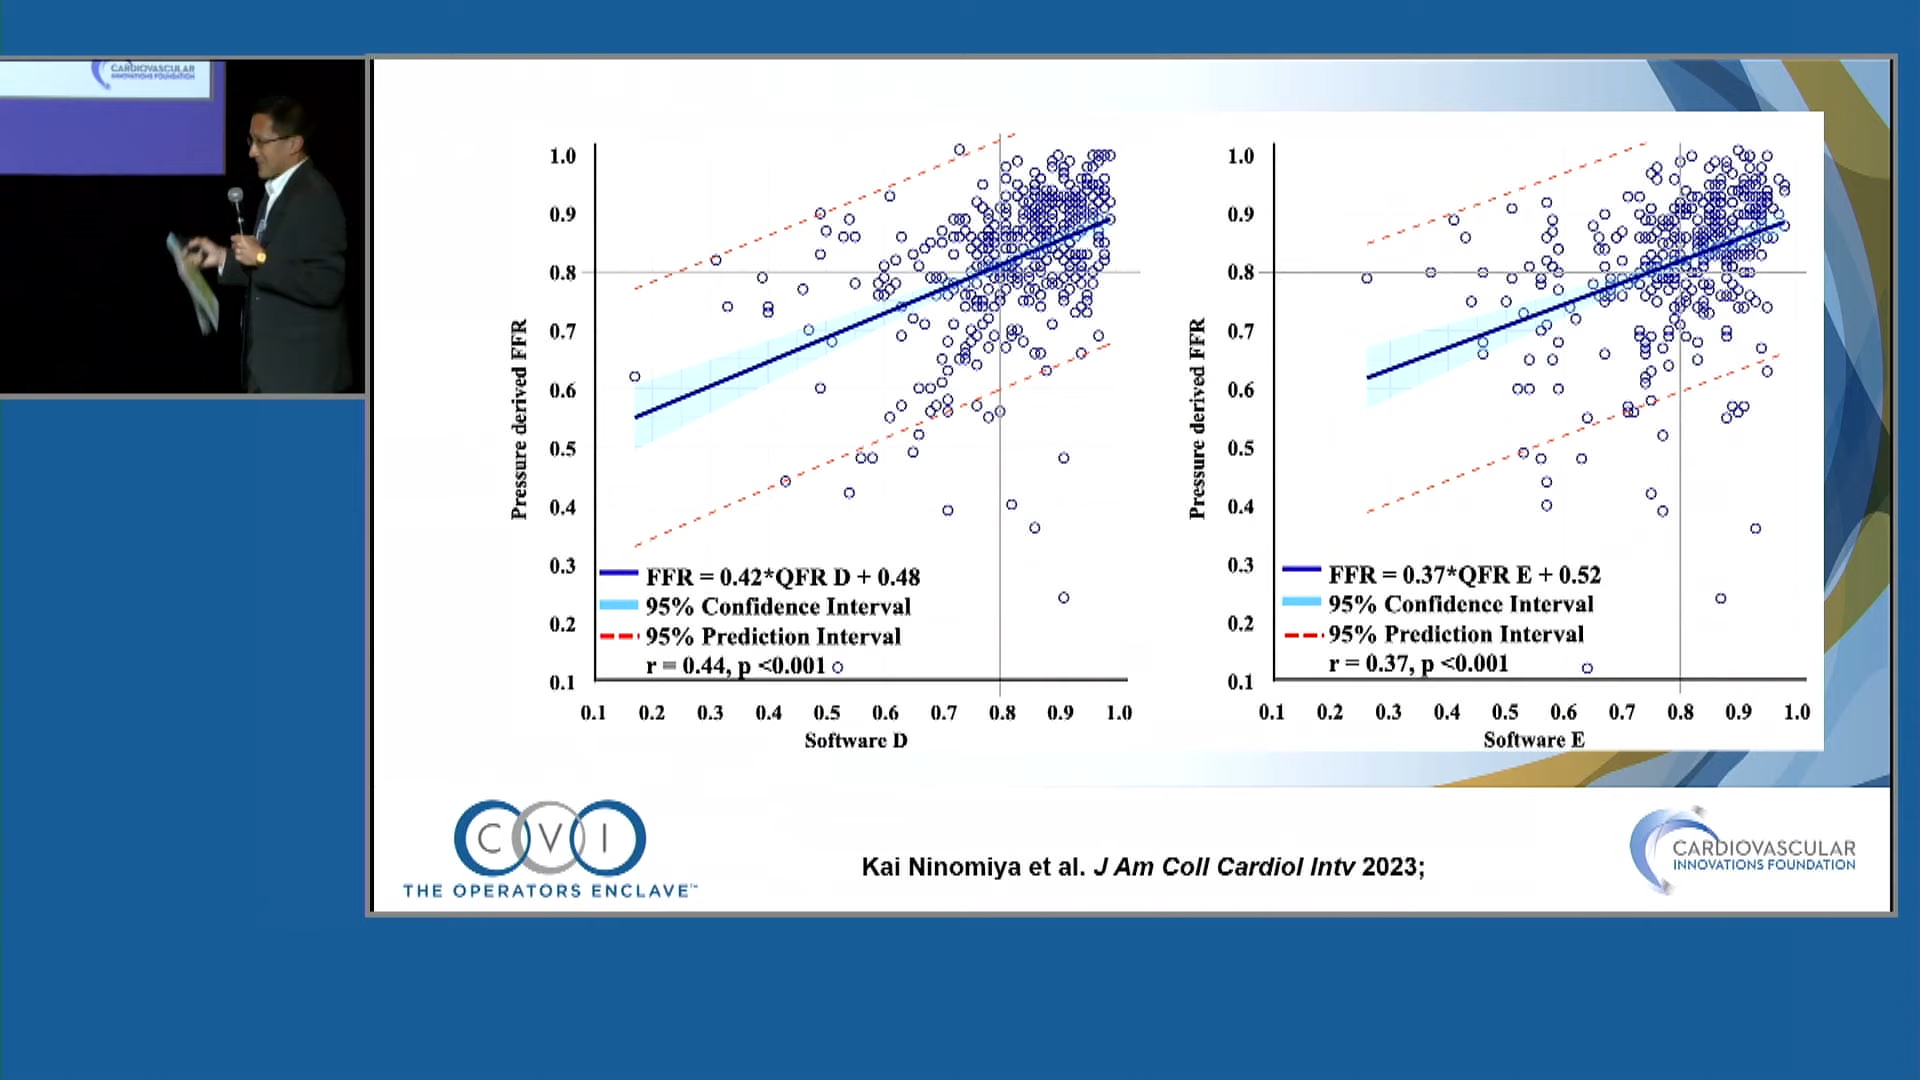 CARDIOVASCULAR
INNOVATIONS FOUNDATION
Pressure derived FFR
1.0
0.9
0.8
0.7
0.6
0.5
0.4
0.3
0.2
0.1
FFR = 0.42*QFR D + 0.48
95% Confidence Interval
95% Prediction Interval
r = 0.44, p <0.001
0.1 0.2 0.3 0.4 0.5 0.6 0.7 0.8 0.9 1.0
Software D
Pressure derived FFR
1.0
0.9
0.8
0.7
0.6
0.5
0.4
0.3
0.2
0.1
FFR = 0.37*QFR E + 0.52
95% Confidence Interval
95% Prediction Interval
r = 0.37, p <0.001
0.1 0.2 0.3 0.4 0.5 0.6 0.7 0.8 0.9 1.0
Software E
CVI
THE OPERATORS ENCLAVE™
Kai Ninomiya et al. J Am Coll Cardiol Intv 2023;
CARDIOVASCULAR
INNOVATIONS FOUNDATION